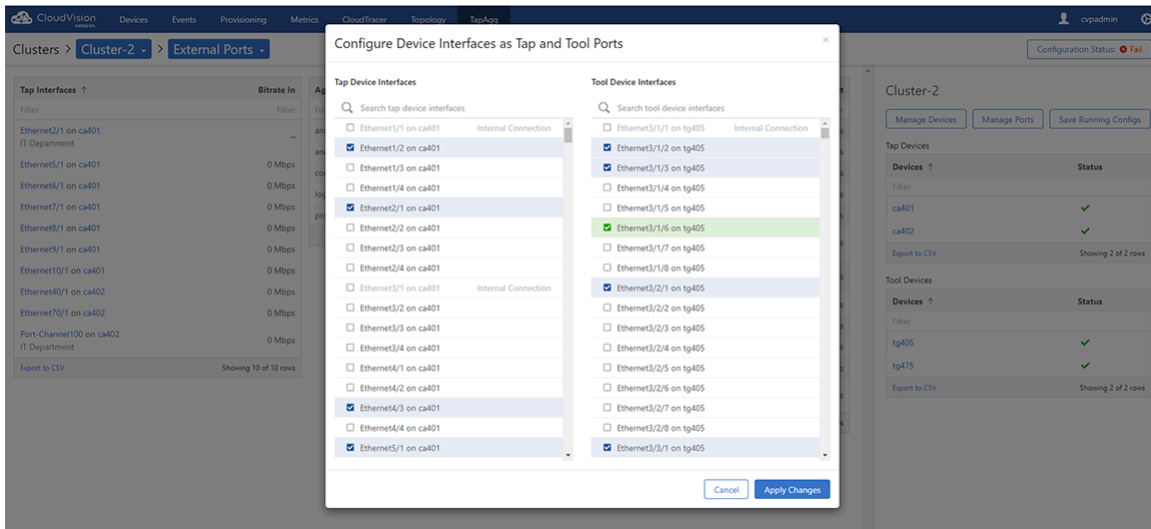 CloudVision
ARISTA
Devices
Events
Provisioning
Metrics
CloudTracer
Topology
TapAgg
cvpadmin
Clusters > Cluster-2 > External Ports
Configuration Status: Fail
Tap Interfaces ↑ Bitrate In
Filter Filter
Ethernet2/1 on ca401 –
IT Department
Ethernet5/1 on ca401 0 Mbps
Ethernet6/1 on ca401 0 Mbps
Ethernet7/1 on ca401 0 Mbps
Ethernet8/1 on ca401 0 Mbps
Ethernet9/1 on ca401 0 Mbps
Ethernet10/1 on ca401 0 Mbps
Ethernet40/1 on ca402 0 Mbps
Ethernet70/1 on ca402 0 Mbps
Port-Channel100 on ca402 0 Mbps
IT Department
Export to CSV Showing 10 of 10 rows
Configure Device Interfaces as Tap and Tool Ports ×
Tap Device Interfaces
Search tap device interfaces
Ethernet1/1 on ca401 Internal Connection
Ethernet1/2 on ca401
Ethernet1/3 on ca401
Ethernet1/4 on ca401
Ethernet2/1 on ca401
Ethernet2/2 on ca401
Ethernet2/3 on ca401
Ethernet2/4 on ca401
Ethernet3/1 on ca401 Internal Connection
Ethernet3/2 on ca401
Ethernet3/3 on ca401
Ethernet3/4 on ca401
Ethernet4/1 on ca401
Ethernet4/2 on ca401
Ethernet4/3 on ca401
Ethernet4/4 on ca401
Ethernet5/1 on ca401
Tool Device Interfaces
Search tool device interfaces
Ethernet3/1/1 on tg405 Internal Connection
Ethernet3/1/2 on tg405
Ethernet3/1/3 on tg405
Ethernet3/1/4 on tg405
Ethernet3/1/5 on tg405
Ethernet3/1/6 on tg405
Ethernet3/1/7 on tg405
Ethernet3/1/8 on tg405
Ethernet3/2/1 on tg405
Ethernet3/2/2 on tg405
Ethernet3/2/3 on tg405
Ethernet3/2/4 on tg405
Ethernet3/2/5 on tg405
Ethernet3/2/6 on tg405
Ethernet3/2/7 on tg405
Ethernet3/2/8 on tg405
Ethernet3/3/1 on tg405
Cancel Apply Changes
Cluster-2
Manage Devices Manage Ports Save Running Configs
Tap Devices
Devices ↑ Status
Filter
ca401
ca402
Export to CSV Showing 2 of 2 rows
Tool Devices
Devices ↑ Status
Filter
tg405
tg475
Export to CSV Showing 2 of 2 rows